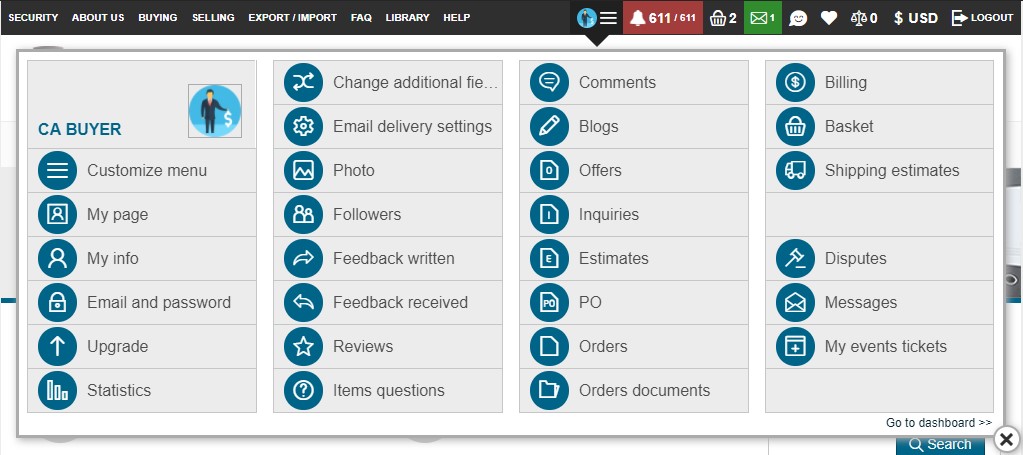 SECURITY ABOUT US BUYING SELLING EXPORT / IMPORT FAQ LIBRARY HELP 611 / 611 2 1 0 $ USD LOGOUT
CA BUYER
Customize menu
My page
My info
Email and password
Upgrade
Statistics
Change additional fie...
Email delivery settings
Photo
Followers
Feedback written
Feedback received
Reviews
Items questions
Comments
Blogs
Offers
Inquiries
Estimates
PO PO
Orders
Orders documents
Billing
Basket
Shipping estimates
Disputes
Messages
My events tickets
Go to dashboard >>
Search